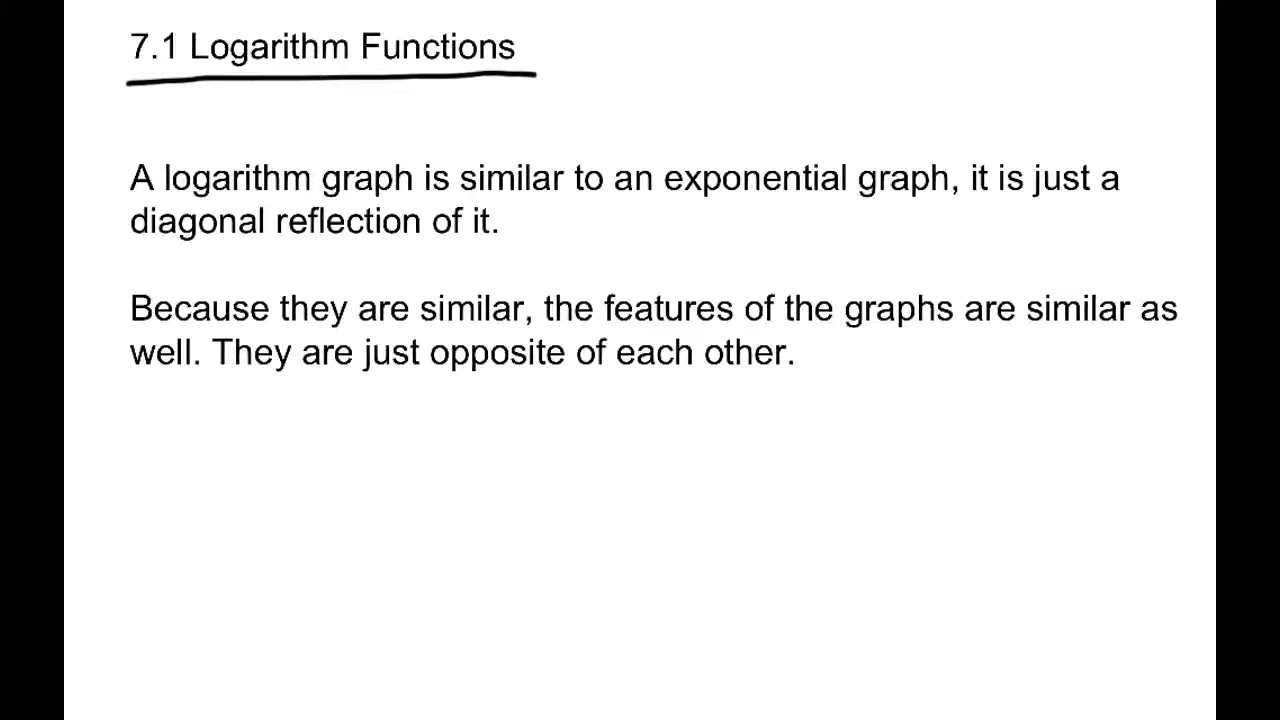 7.1 Logarithm Functions
A logarithm graph is similar to an exponential graph, it is just a
diagonal reflection of it.
Because they are similar, the features of the graphs are similar as
well. They are just opposite of each other.